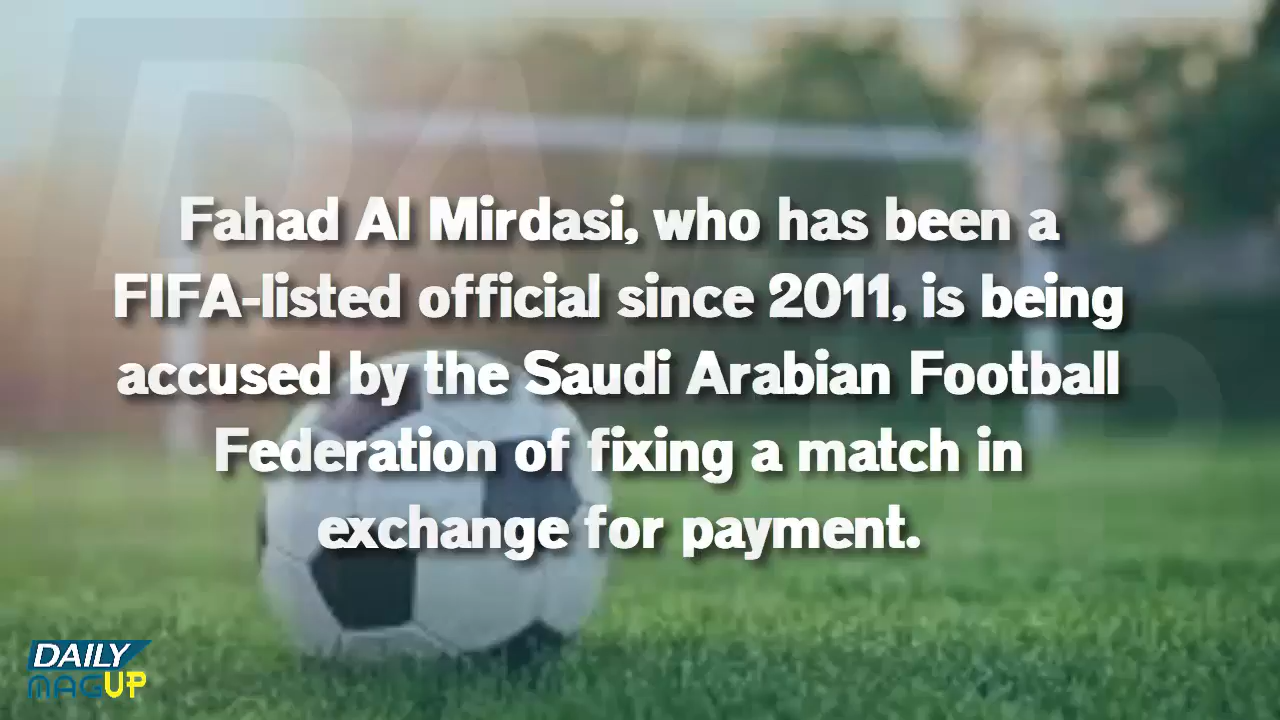 Fahad Al Mirdasi, who has been a
FIFA-listed official since 2011, is being
accused by the Saudi Arabian Football
Federation of fixing a match in
exchange for payment.
DAILY
MAGUP